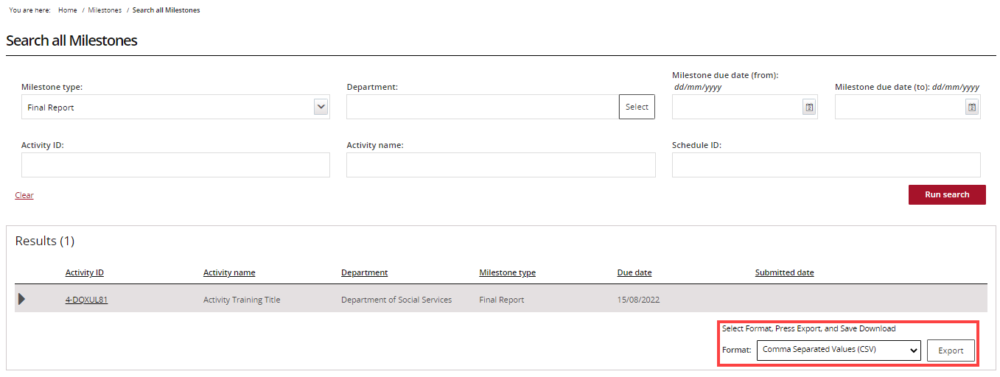 You are here: Home / Milestones / Search all Milestones
Search all Milestones
Milestone type:
Final Report
Department:
Select
Milestone due date (from):
dd/mm/yyyy
Milestone due date (to): dd/mm/yyyy
Activity ID:
Activity name:
Schedule ID:
Clear
Run search
Results (1)
Activity ID Activity name Department Milestone type Due date Submitted date
4-DQXUL81 Activity Training Title Department of Social Services Final Report 15/08/2022
Select Format, Press Export, and Save Download
Format: Comma Separated Values (CSV) Export